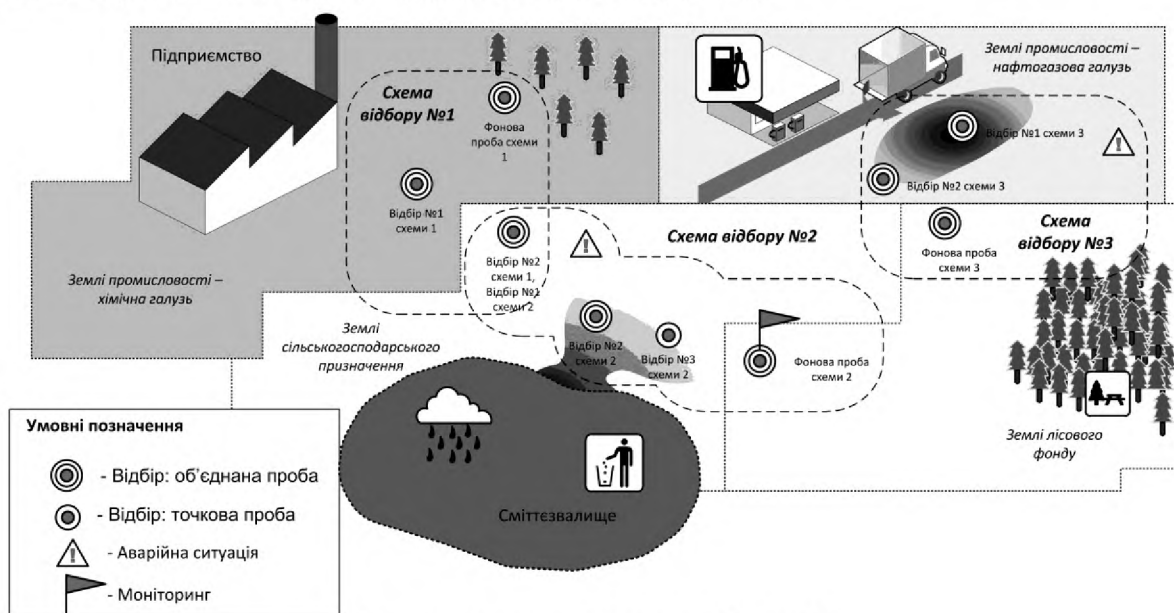 Підприємство
Схема
відбору №1
Фонова
проба схеми
1
Відбір №1
схеми 1
Землі промисловості –
хімічна галузь
Землі промисловості –
нафтогазова галузь
Відбір №1 схеми 3
Відбір №2 схеми 3
Фонова проба
схеми 3
Схема
відбору №3
Схема відбору №2
Відбір №2
схеми 1,
Відбір №1
схеми 2
Землі
сільськогосподарського
призначення
Відбір №2
схеми 2
Відбір №3
схеми 2
Фонова проба
схеми 2
Землі лісового
фонду
Сміттєзвалище
Умовні позначення
- Відбір: об’єднана проба
- Відбір: точкова проба
- Аварійна ситуація
- Моніторинг